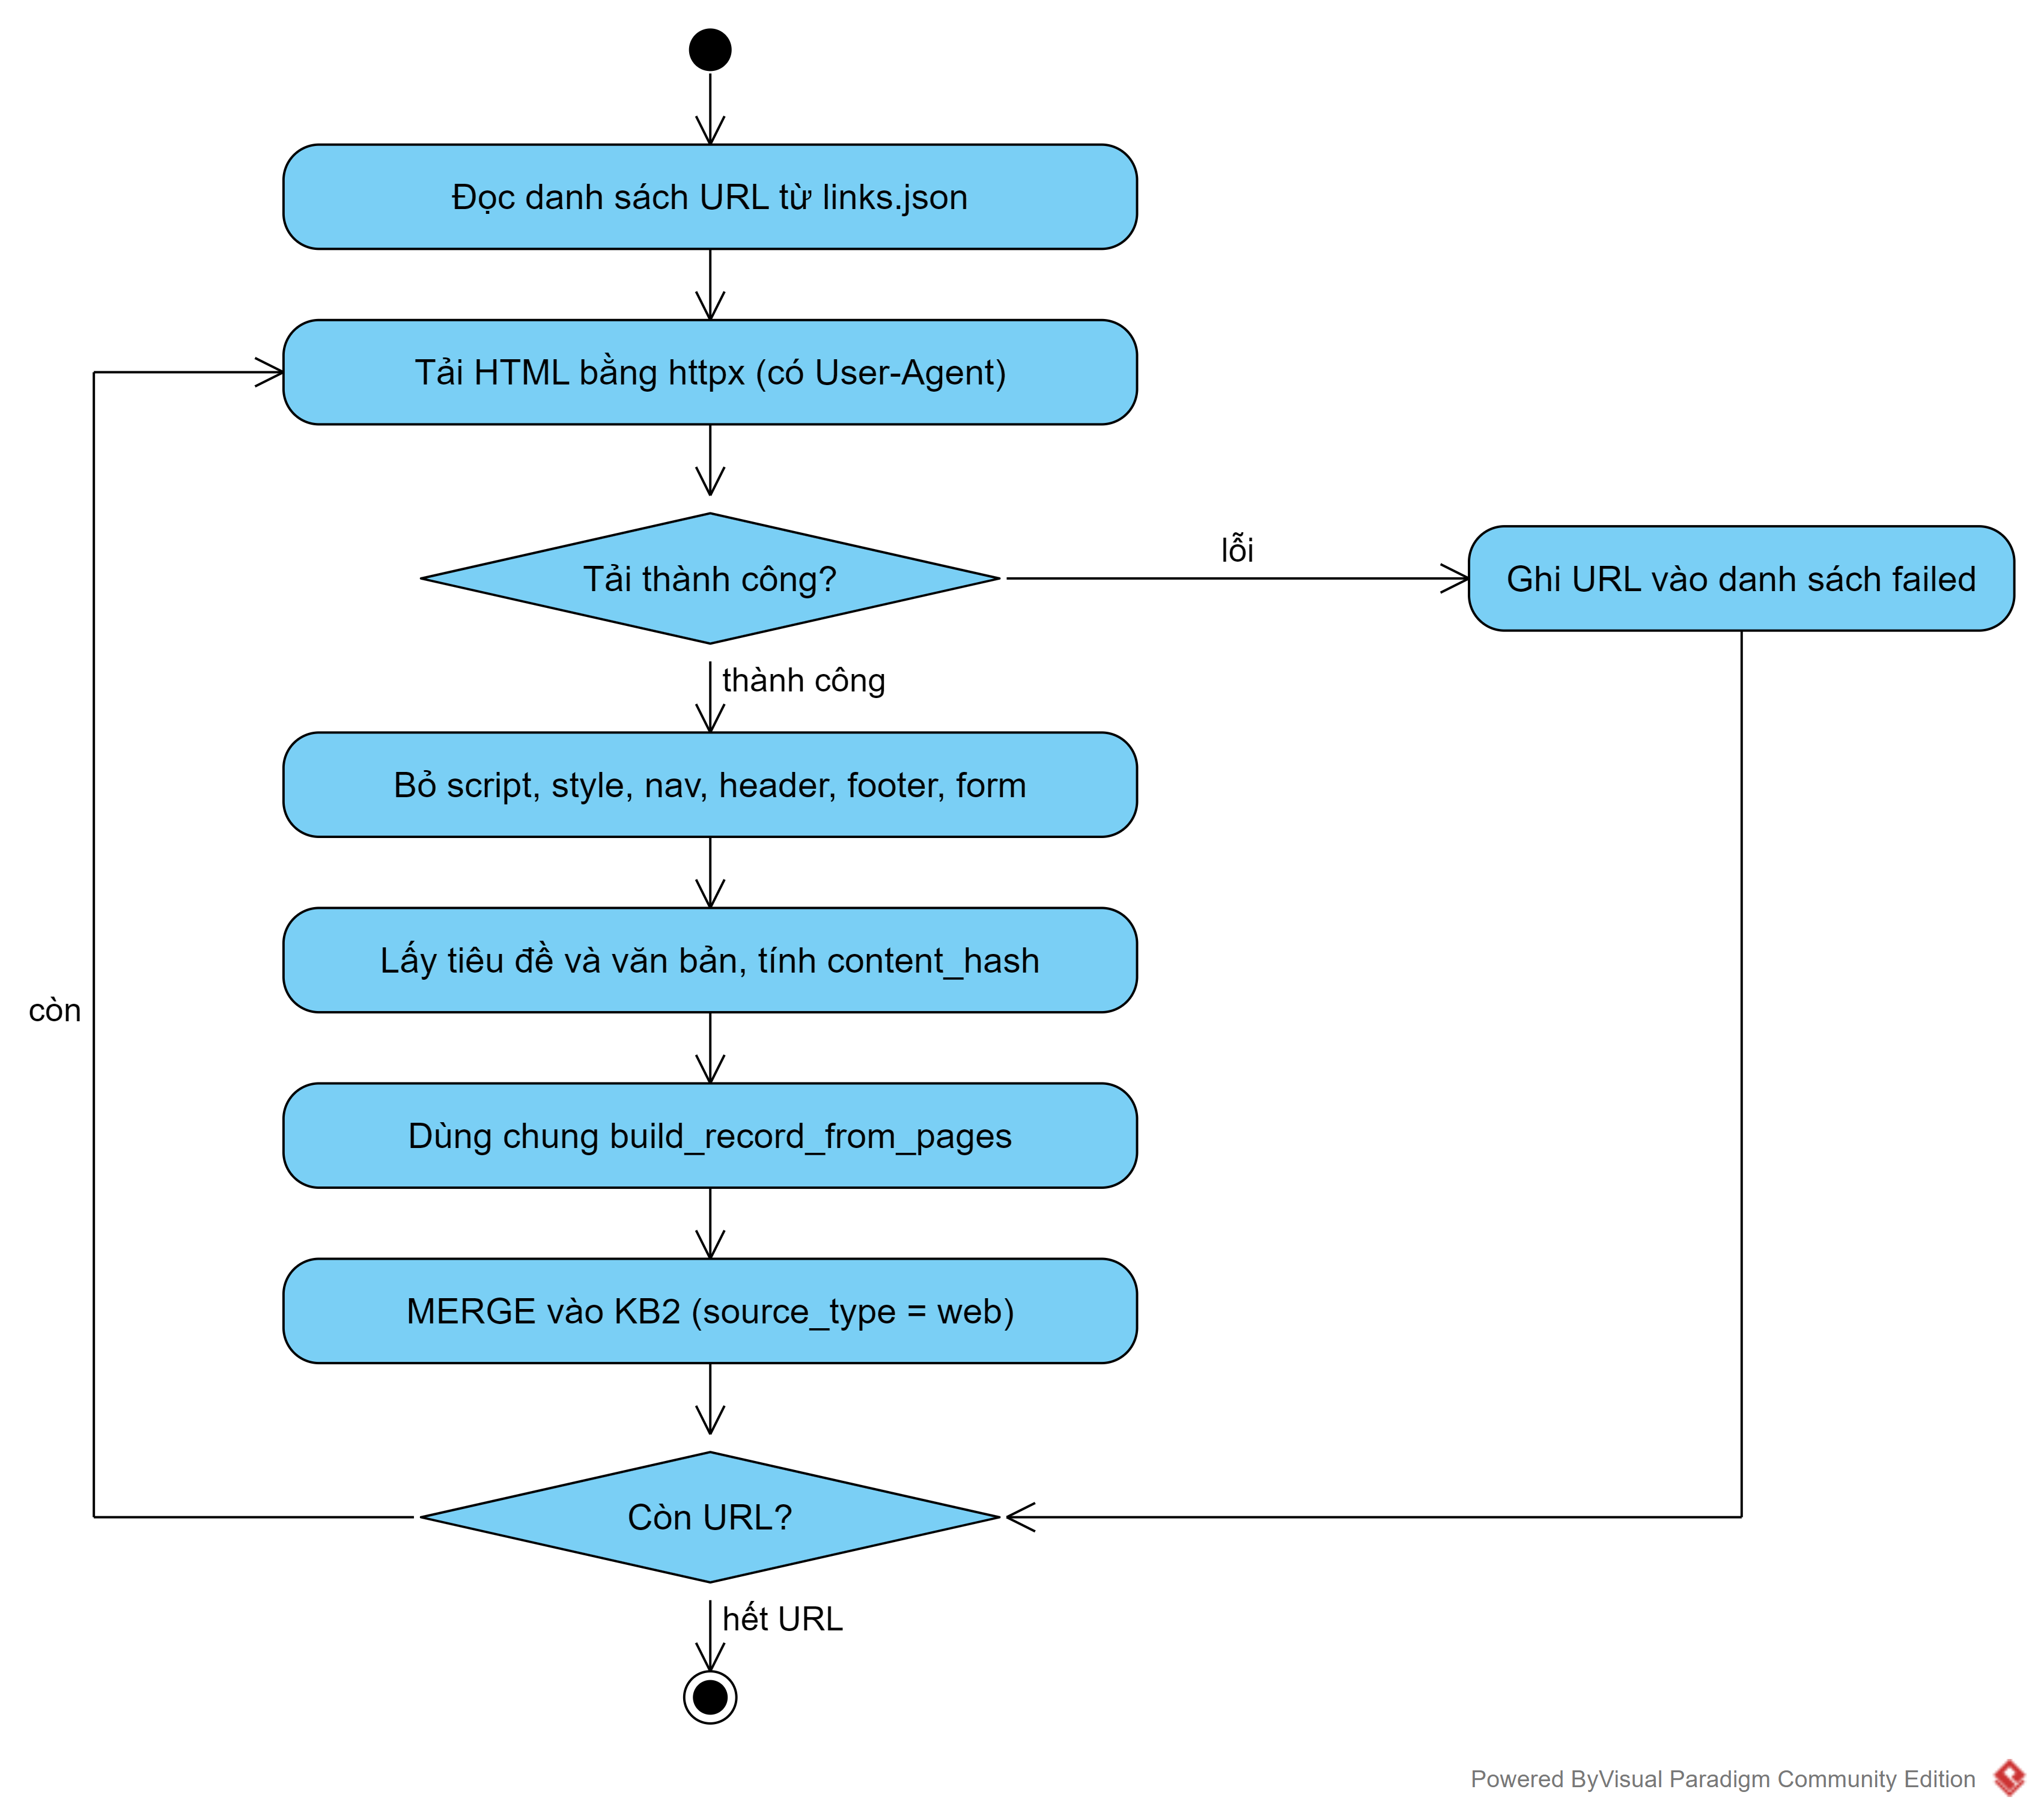 Đọc danh sách URL từ links.json
Tải HTML bằng httpx (có User-Agent)
Tải thành công?
lỗi
Ghi URL vào danh sách failed
thành công
Bỏ script, style, nav, header, footer, form
Lấy tiêu đề và văn bản, tính content_hash
còn
Dùng chung build_record_from_pages
MERGE vào KB2 (source_type = web)
Còn URL?
hết URL
Powered ByVisual Paradigm Community Edition